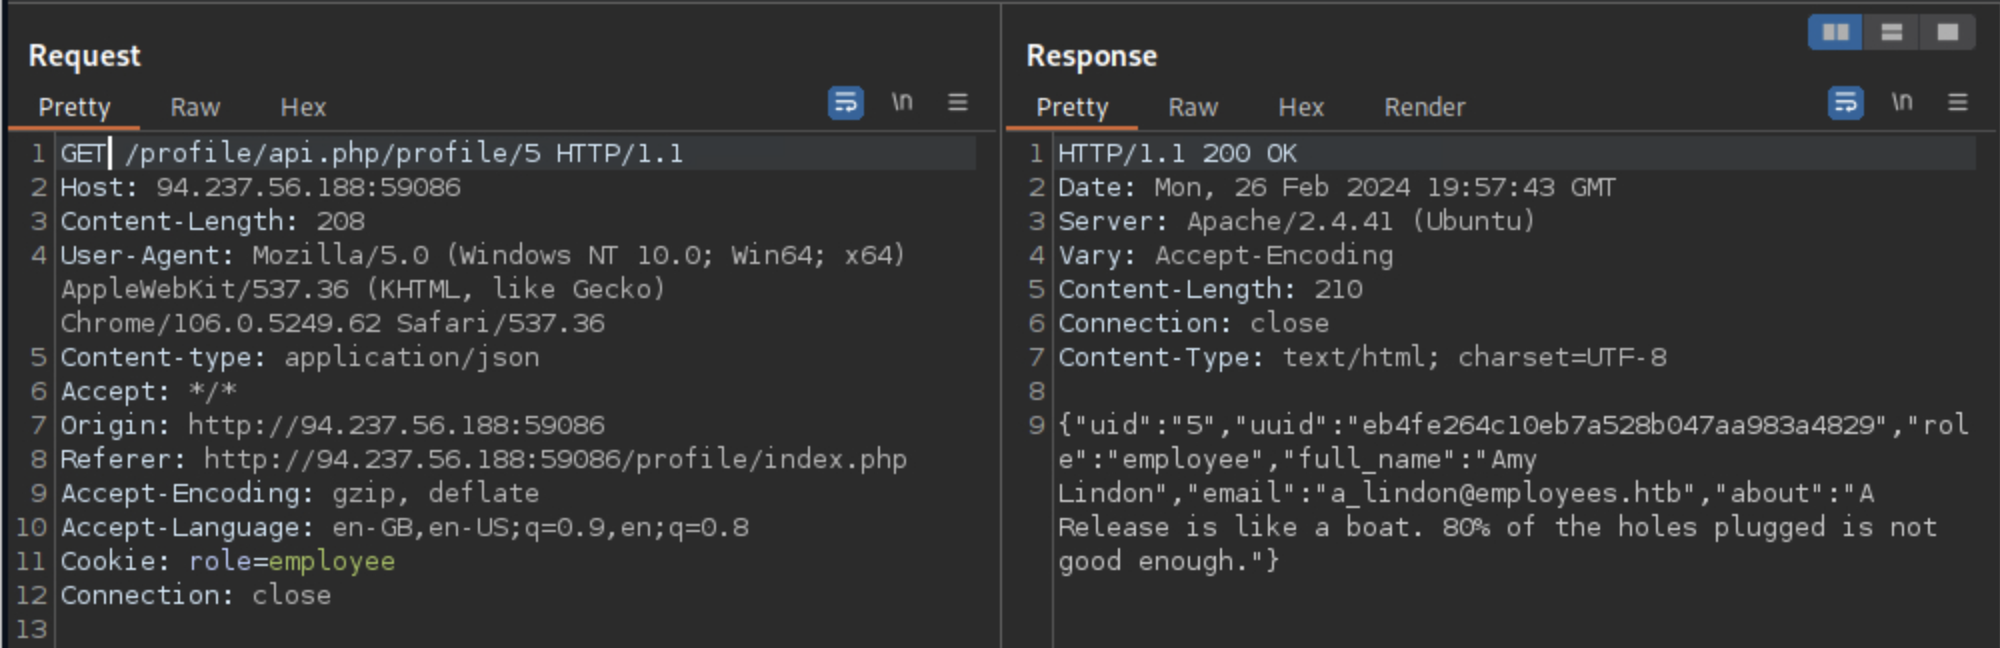 Request
Pretty Raw Hex \n
1 GET /profile/api.php/profile/5 HTTP/1.1
2 Host: 94.237.56.188:59086
3 Content-Length: 208
4 User-Agent: Mozilla/5.0 (Windows NT 10.0; Win64; x64)
AppleWebKit/537.36 (KHTML, like Gecko)
Chrome/106.0.5249.62 Safari/537.36
5 Content-type: application/json
6 Accept: */*
7 Origin: http://94.237.56.188:59086
8 Referer: http://94.237.56.188:59086/profile/index.php
9 Accept-Encoding: gzip, deflate
10 Accept-Language: en-GB,en-US;q=0.9,en;q=0.8
11 Cookie: role=employee
12 Connection: close
13
Response
Pretty Raw Hex Render \n
1 HTTP/1.1 200 OK
2 Date: Mon, 26 Feb 2024 19:57:43 GMT
3 Server: Apache/2.4.41 (Ubuntu)
4 Vary: Accept-Encoding
5 Content-Length: 210
6 Connection: close
7 Content-Type: text/html; charset=UTF-8
8
9 {"uid":"5","uuid":"eb4fe264c10eb7a528b047aa983a4829","rol
e":"employee","full_name":"Amy
Lindon","email":"a_lindon@employees.htb","about":"A
Release is like a boat. 80% of the holes plugged is not
good enough."}